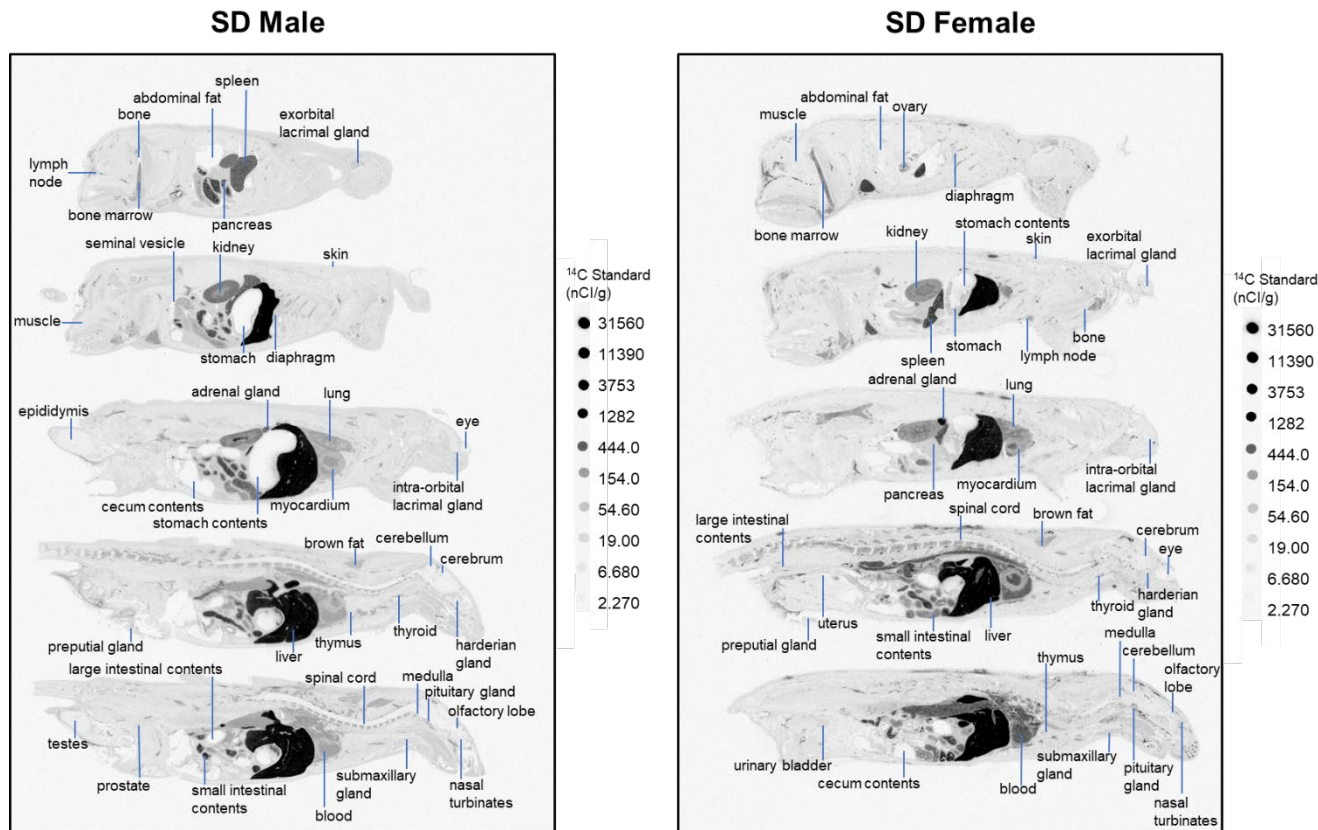 SD Male
spleen
abdominal fat
bone
exorbital
lacrimal gland
lymph
node
bone marrow
pancreas
seminal vesicle
kidney
skin
muscle
stomach
diaphragm
adrenal gland
lung
epididymis
eye
cecum contents
myocardium
intra-orbital
lacrimal gland
stomach contents
brown fat
cerebellum
cerebrum
preputial gland
liver
thymus
thyroid
harderian
gland
large intestinal contents
spinal cord
medulla
pituitary gland
olfactory lobe
testes
prostate
small intestinal
contents
blood
submaxillary
gland
nasal
turbinates
¹⁴C Standard
(nCI/g)
31560
11390
3753
1282
444.0
154.0
54.60
19.00
6.680
2.270
SD Female
abdominal fat
ovary
muscle
diaphragm
bone marrow
stomach contents
kidney
skin
exorbital
lacrimal gland
bone
stomach
lymph node
spleen
adrenal gland
lung
pancreas
myocardium
intra-orbital
lacrimal gland
spinal cord
large intestinal
contents
brown fat
cerebrum
eye
harderian
gland
thyroid
uterus
preputial gland
small intestinal
contents
liver
medulla
thymus
cerebellum
olfactory
lobe
urinary bladder
cecum contents
submaxillary
gland
blood
pituitary
gland
nasal
turbinates
¹⁴C Standard
(nCI/g)
31560
11390
3753
1282
444.0
154.0
54.60
19.00
6.680
2.270